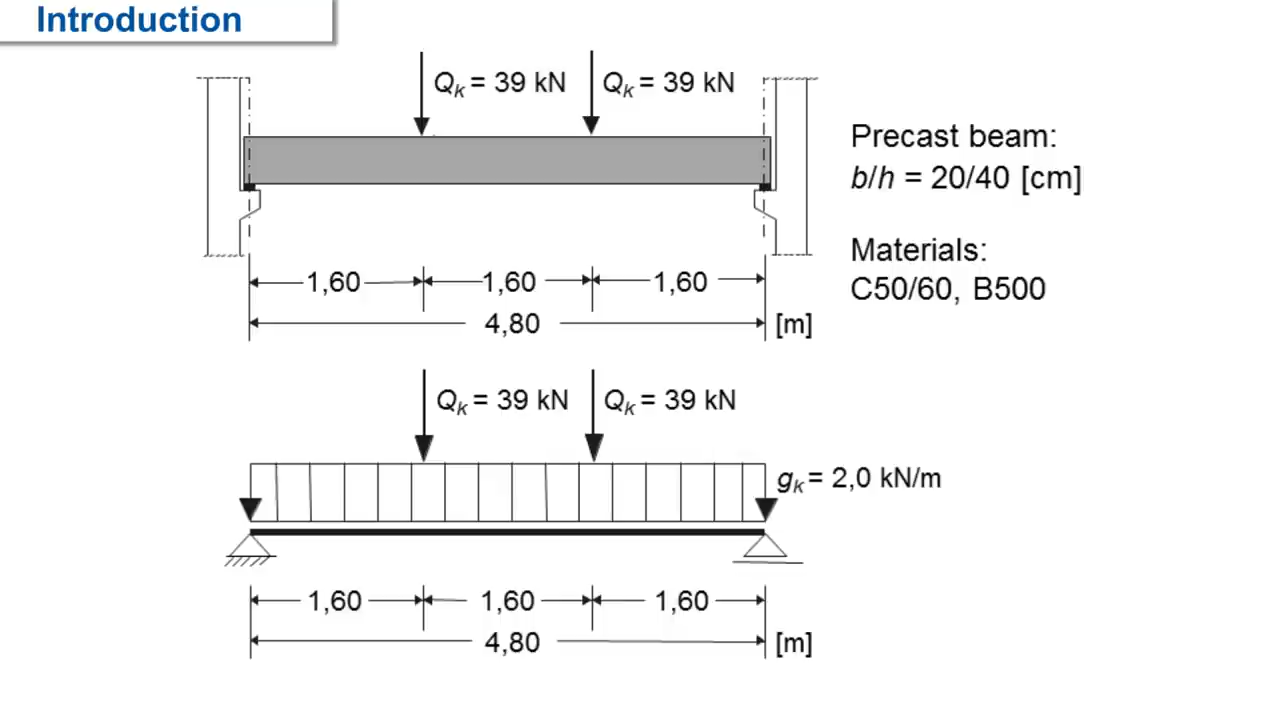 Introduction
Qk = 39 kN
Qk = 39 kN
Precast beam:
b/h = 20/40 [cm]
Materials:
C50/60, B500
1,60
1,60
1,60
4,80
[m]
Qk = 39 kN
Qk = 39 kN
gk = 2,0 kN/m
1,60
1,60
1,60
4,80
[m]